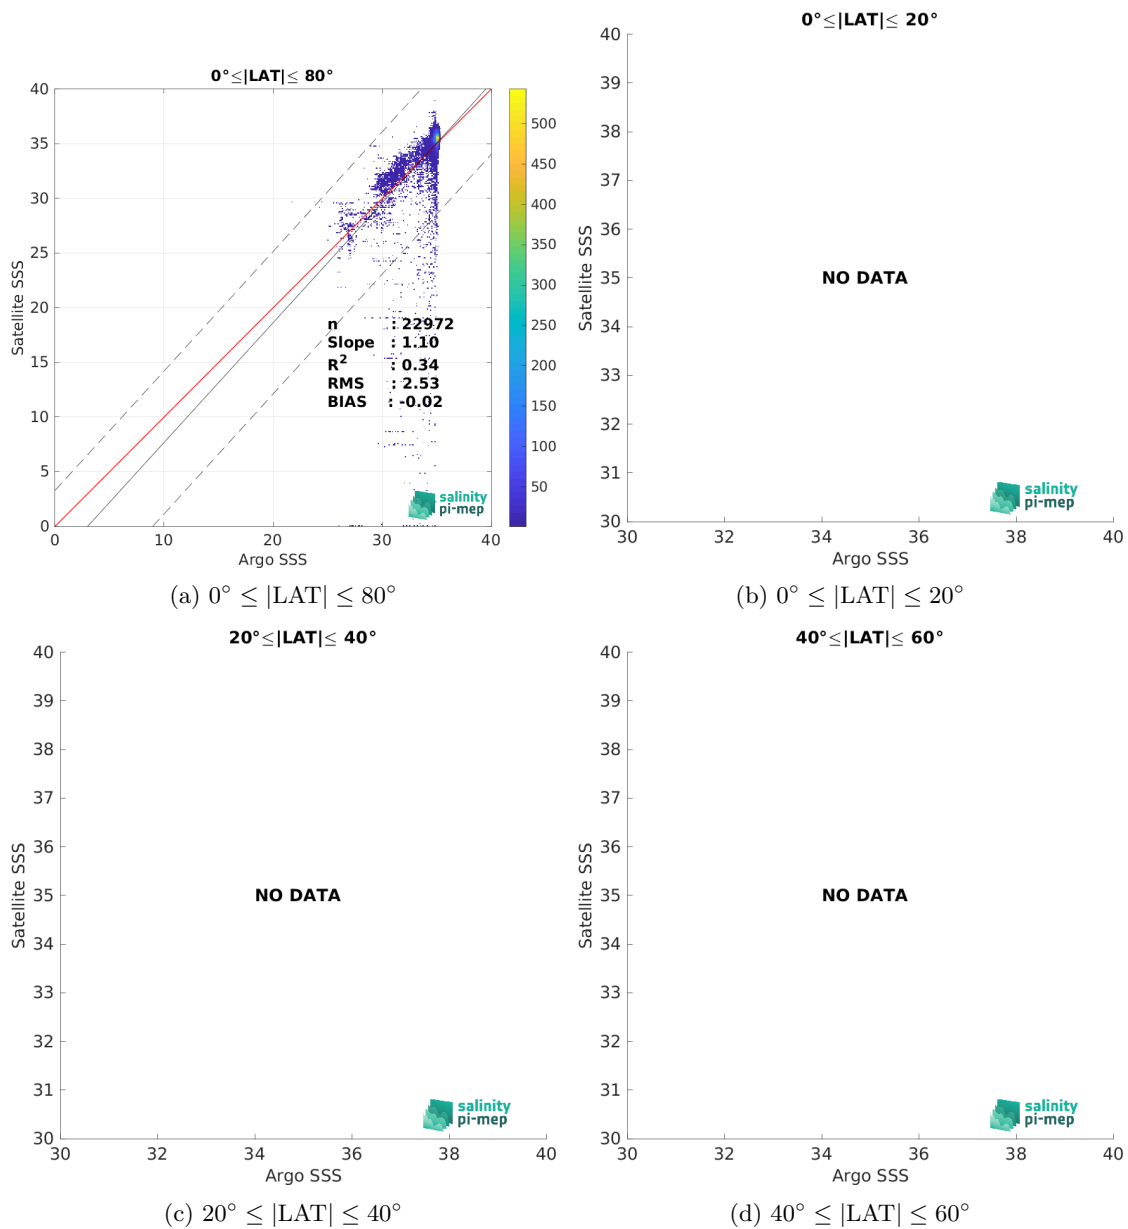 0°≤|LAT|≤ 80°
40
35
30
25
20
15
10
5
0
0
10
20
30
40
Satellite SSS
Argo SSS
500
450
400
350
300
250
200
150
100
50
n : 22972
Slope : 1.10
R² : 0.34
RMS : 2.53
BIAS : -0.02
salinity
pi-mep
(a) 0° ≤ |LAT| ≤ 80°
0°≤|LAT|≤ 20°
40
39
38
37
36
35
34
33
32
31
30
30
32
34
36
38
40
Satellite SSS
Argo SSS
NO DATA
salinity
pi-mep
(b) 0° ≤ |LAT| ≤ 20°
20°≤|LAT|≤ 40°
40
39
38
37
36
35
34
33
32
31
30
30
32
34
36
38
40
Satellite SSS
Argo SSS
NO DATA
salinity
pi-mep
(c) 20° ≤ |LAT| ≤ 40°
40°≤|LAT|≤ 60°
40
39
38
37
36
35
34
33
32
31
30
30
32
34
36
38
40
Satellite SSS
Argo SSS
NO DATA
salinity
pi-mep
(d) 40° ≤ |LAT| ≤ 60°